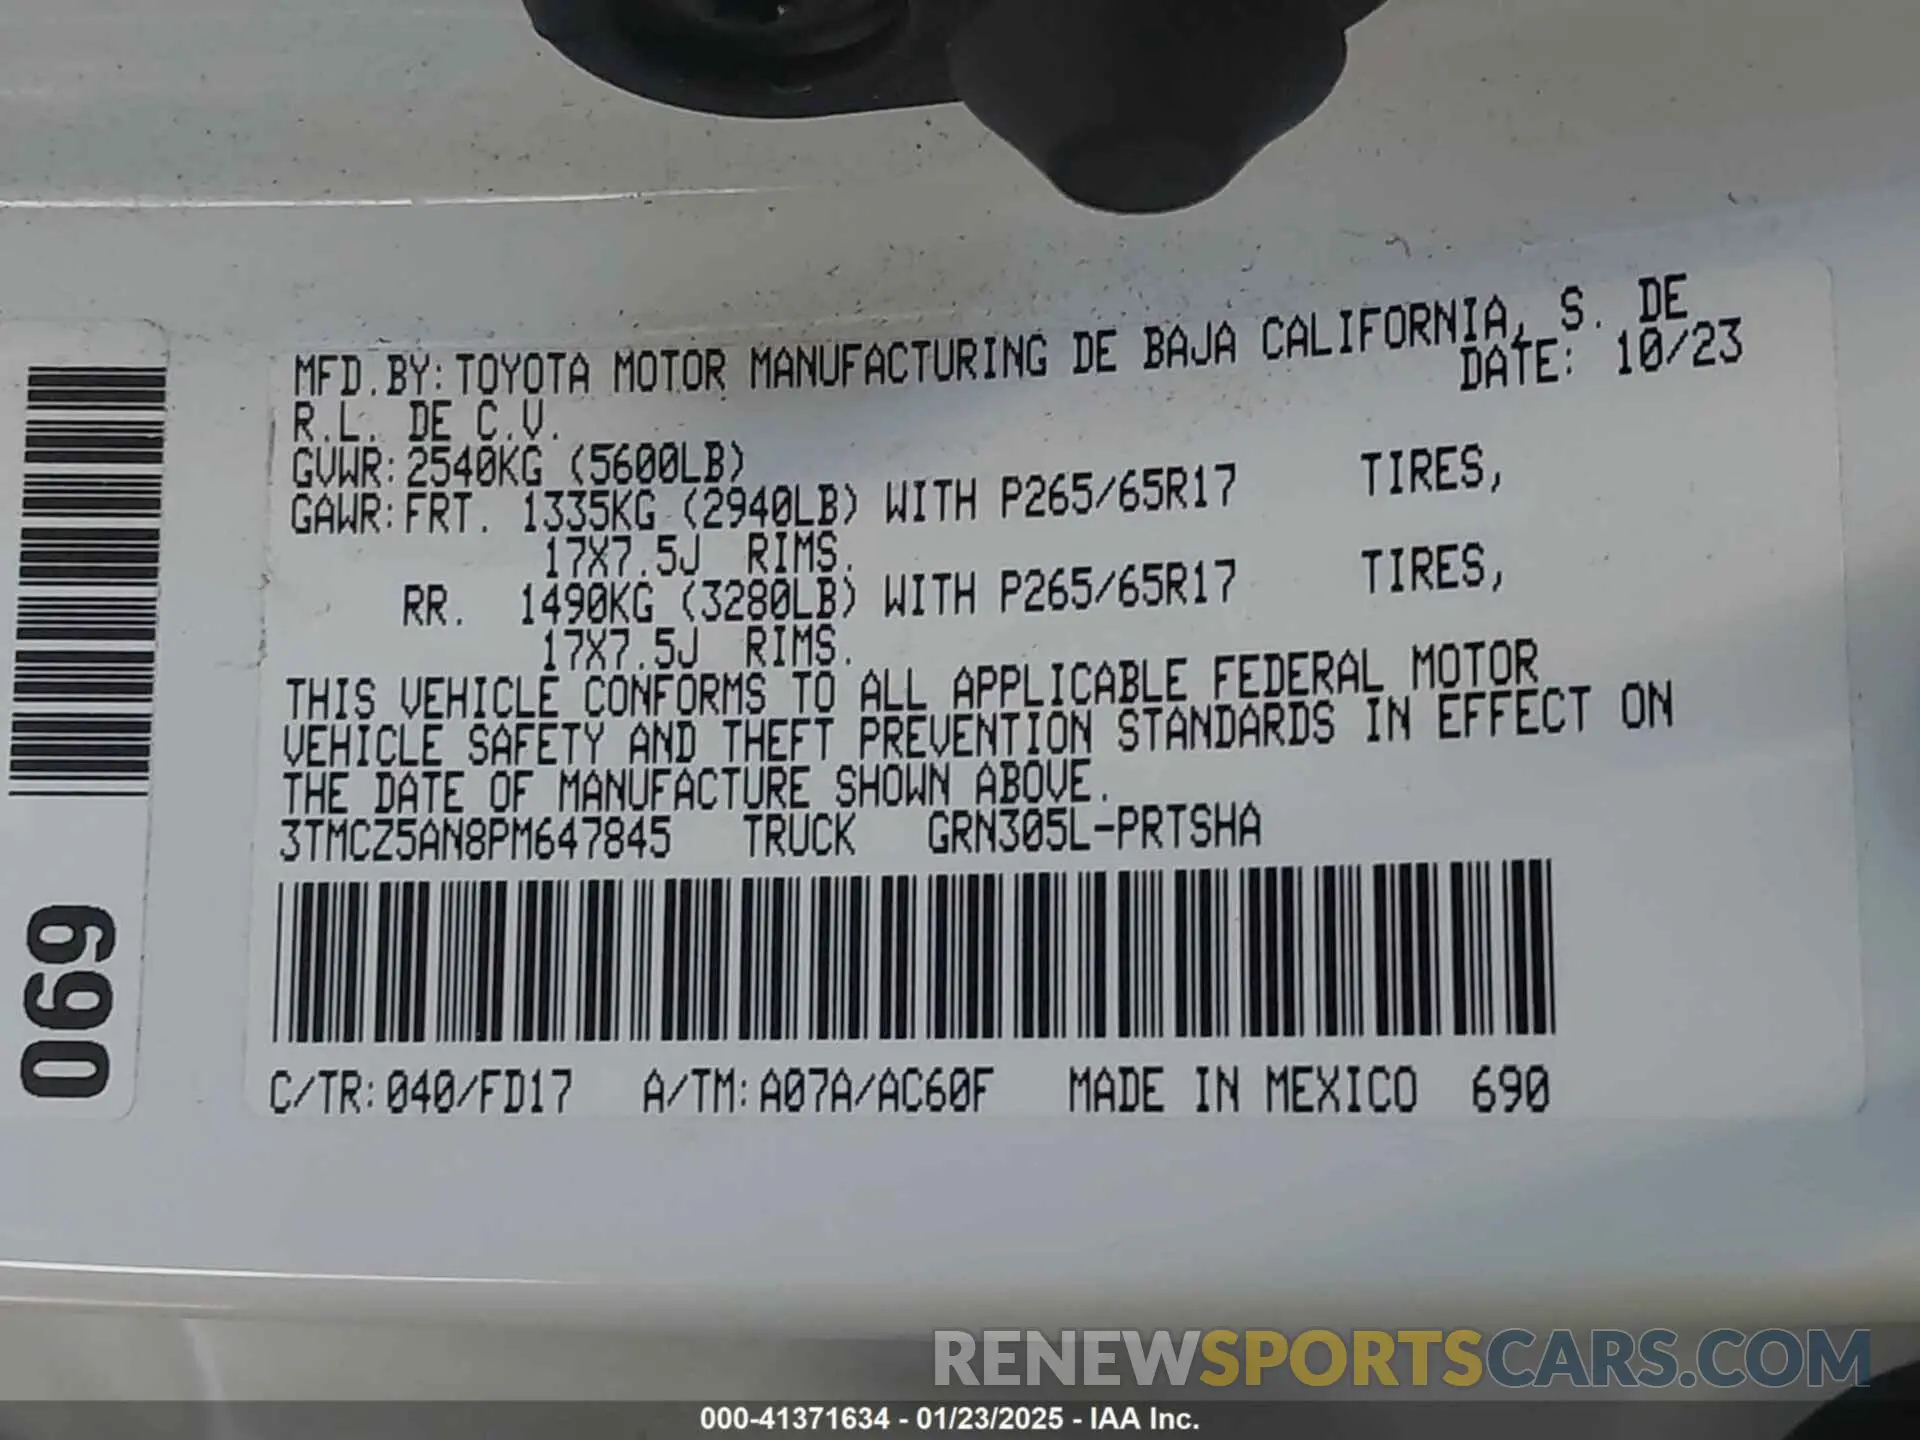 MFD.BY:TOYOTA MOTOR MANUFACTURING DE BAJA CALIFORNIA, S. DE
R.L. DE C.V. DATE: 10/23
GVWR:2540KG (5600LB)
GAWR:FRT. 1335KG (2940LB) WITH P265/65R17 TIRES,
17X7.5J RIMS.
RR. 1490KG (3280LB) WITH P265/65R17 TIRES,
17X7.5J RIMS.
THIS VEHICLE CONFORMS TO ALL APPLICABLE FEDERAL MOTOR
VEHICLE SAFETY AND THEFT PREVENTION STANDARDS IN EFFECT ON
THE DATE OF MANUFACTURE SHOWN ABOVE.
3TMCZ5AN8PM647845 TRUCK GRN305L-PRTSHA
C/TR:040/FD17 A/TM:A07A/AC60F MADE IN MEXICO 690
690
RENEWSPORTSCARS.COM
000-41371634 - 01/23/2025 - IAA Inc.